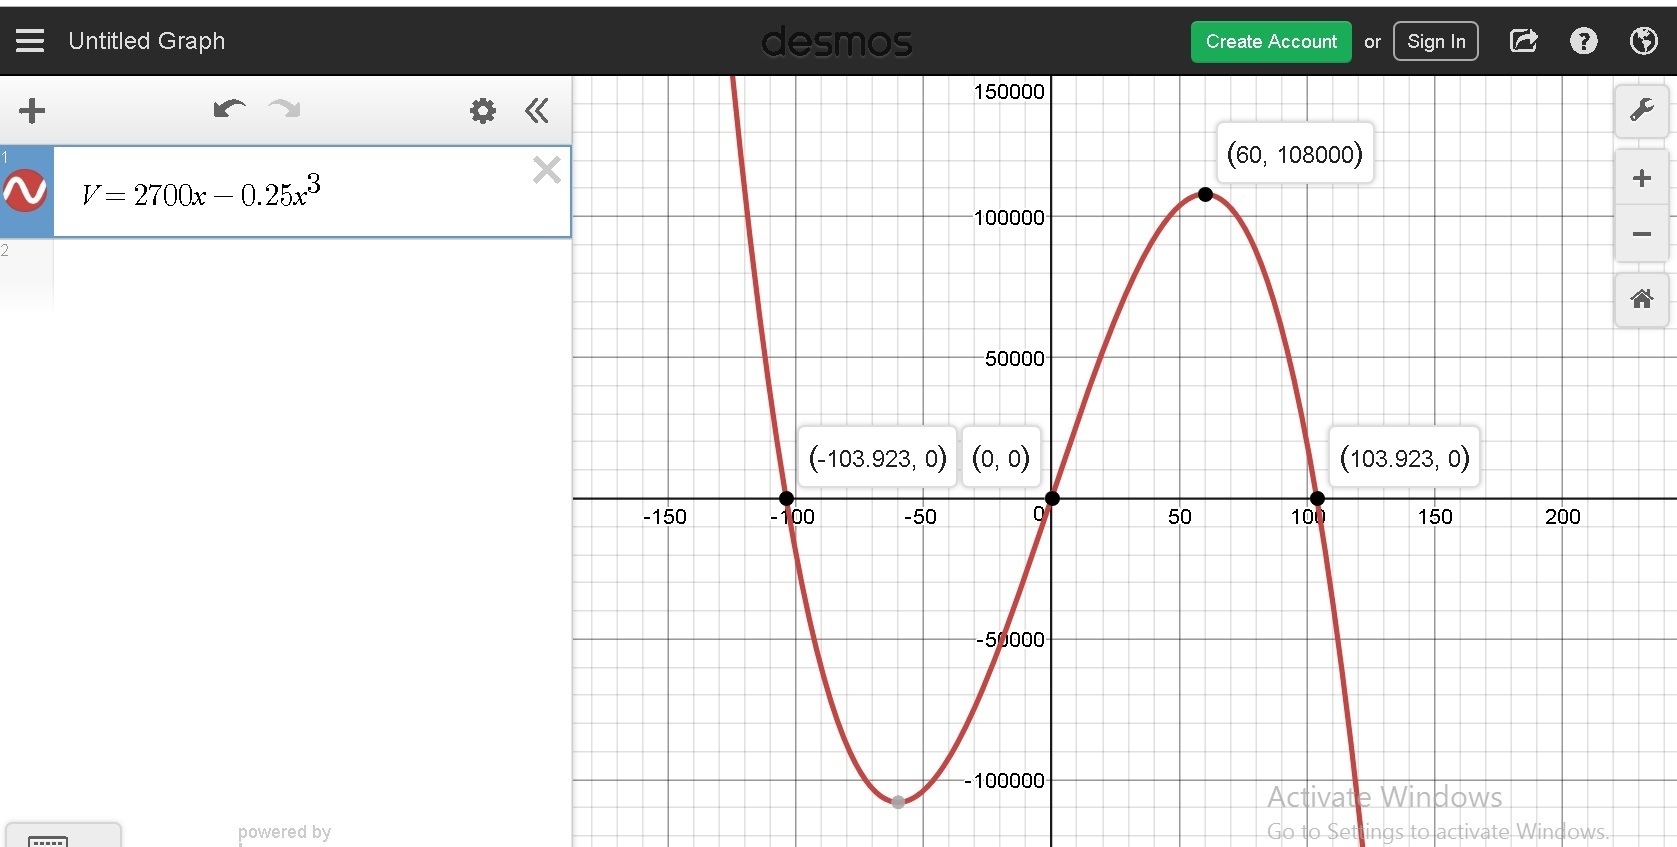 Untitled Graph
desmos
Create Account or Sign In
1
V = 2700x − 0.25x³
2
powered by
150000
100000
50000
0
-50000
-100000
-150
-100
-50
50
100
150
200
(60, 108000)
(-103.923, 0)
(0, 0)
(103.923, 0)
Activate Windows
Go to Settings to activate Windows.